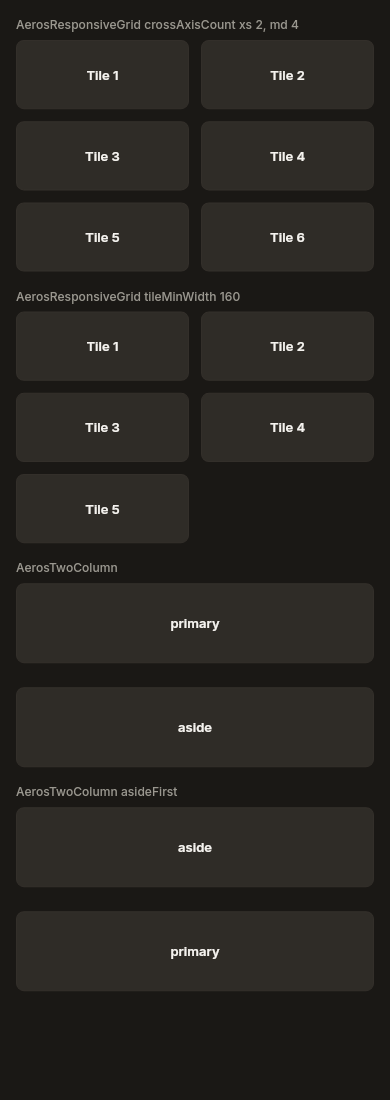 AerosResponsiveGrid crossAxisCount xs 2, md 4
Tile 1
Tile 2
Tile 3
Tile 4
Tile 5
Tile 6
AerosResponsiveGrid tileMinWidth 160
Tile 1
Tile 2
Tile 3
Tile 4
Tile 5
AerosTwoColumn
primary
aside
AerosTwoColumn asideFirst
aside
primary